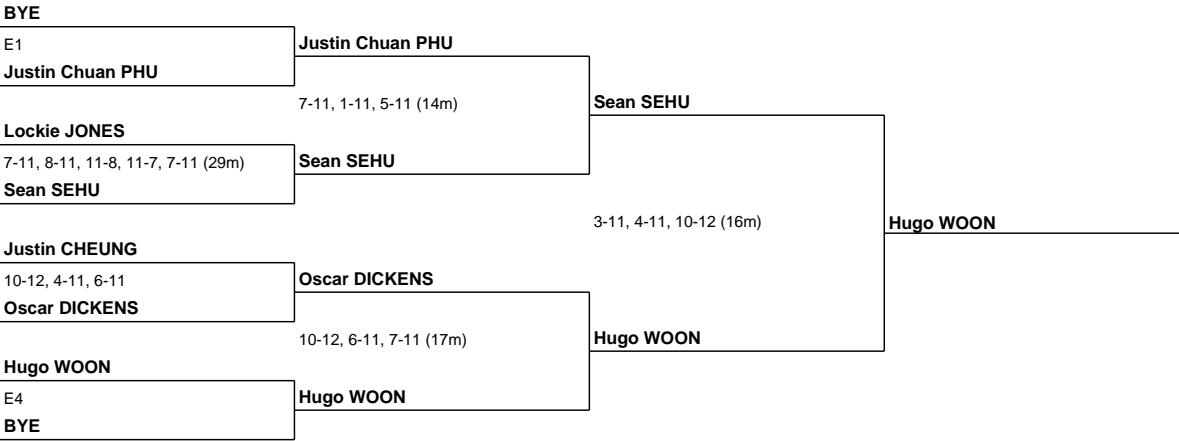 BYE
E1
Justin Chuan PHU
Justin Chuan PHU
7-11, 1-11, 5-11 (14m)
Sean SEHU
Lockie JONES
7-11, 8-11, 11-8, 11-7, 7-11 (29m)
Sean SEHU
Sean SEHU
3-11, 4-11, 10-12 (16m)
Hugo WOON
Justin CHEUNG
10-12, 4-11, 6-11
Oscar DICKENS
Oscar DICKENS
10-12, 6-11, 7-11 (17m)
Hugo WOON
Hugo WOON
E4
Hugo WOON
BYE